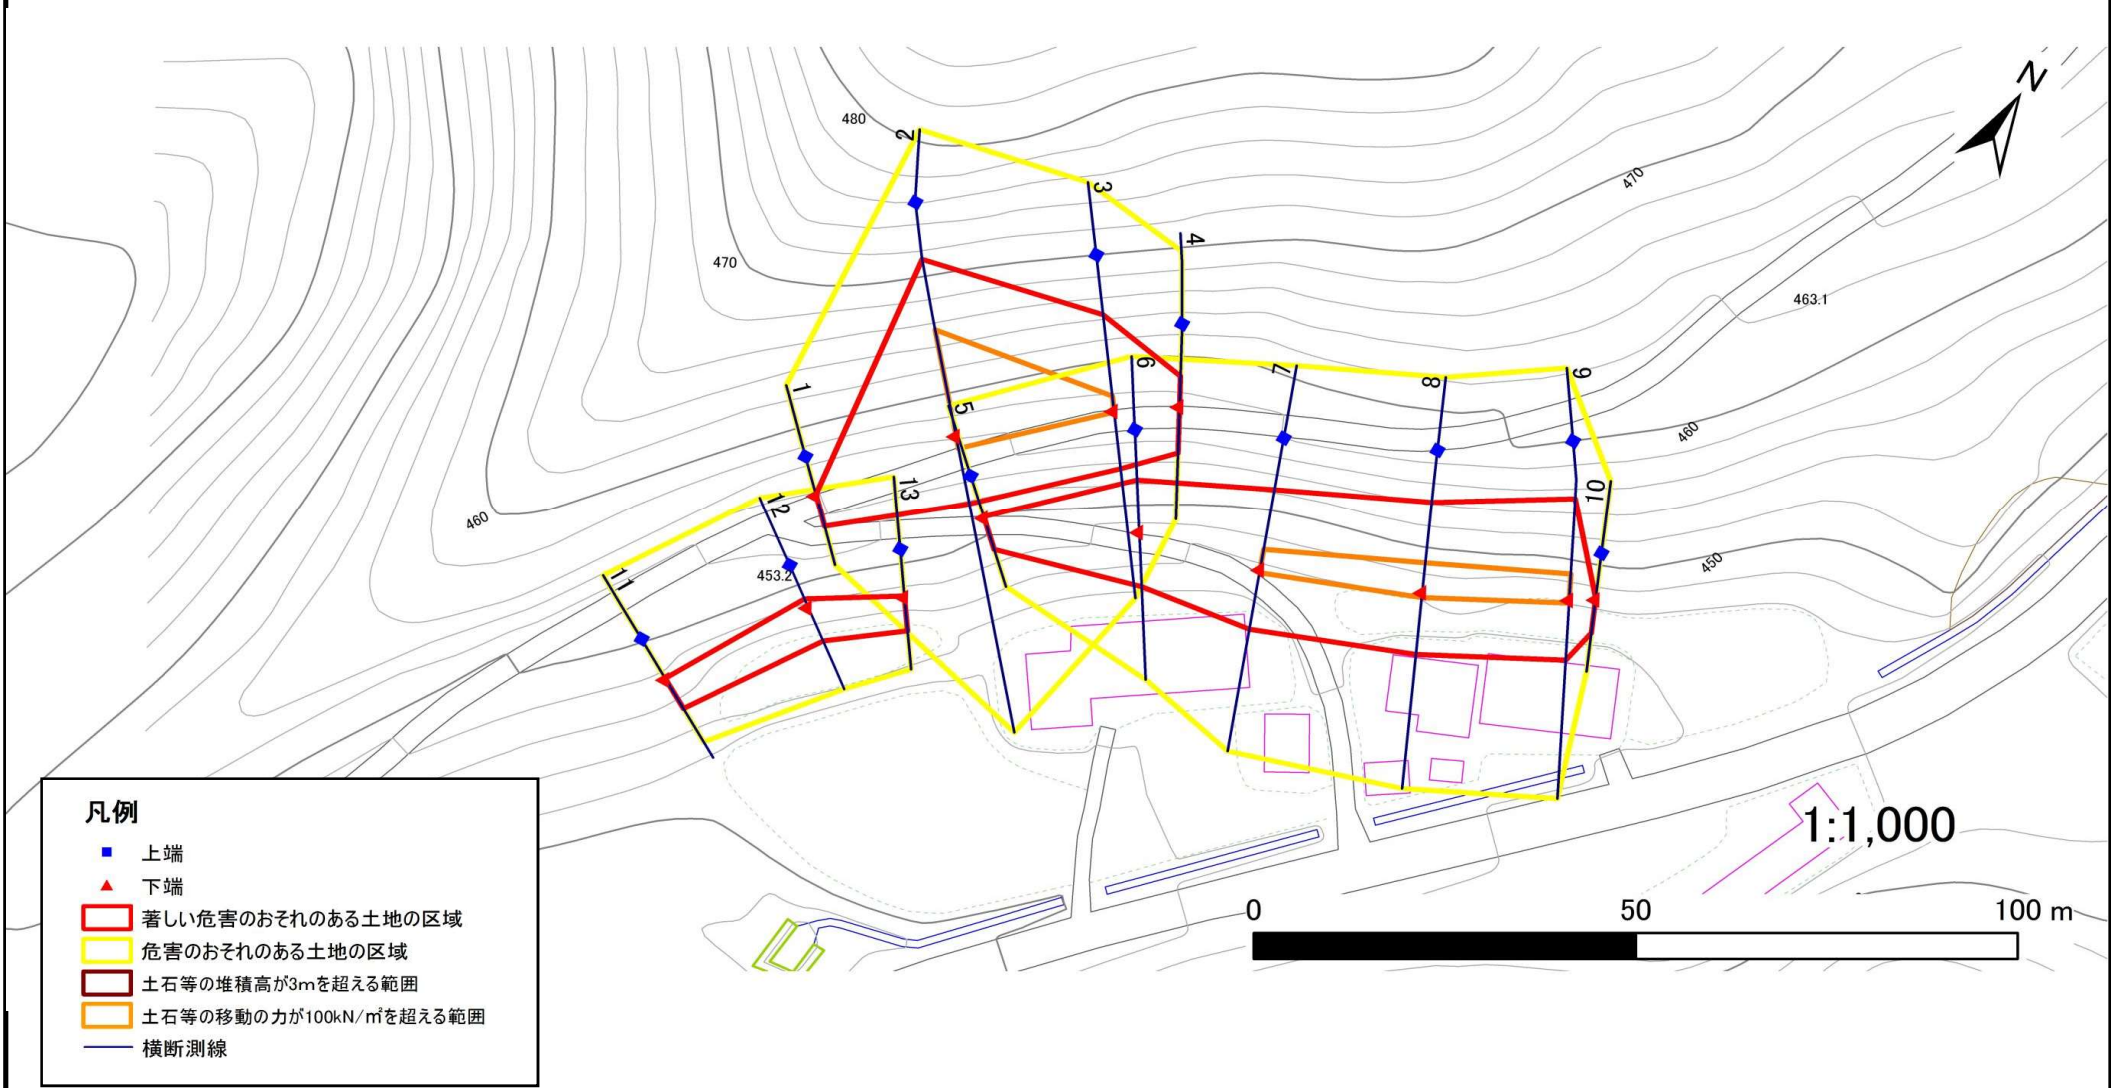 N
480
2
3
4
470
470
463.1
1
5
6
7
8
9
460
10
12
13
460
450
11
453.2
凡例
上端
下端
著しい危害のおそれのある土地の区域
危害のおそれのある土地の区域
土石等の堆積高が3mを超える範囲
土石等の移動の力が100kN/㎡を超える範囲
横断測線
1:1,000
0 50 100 m